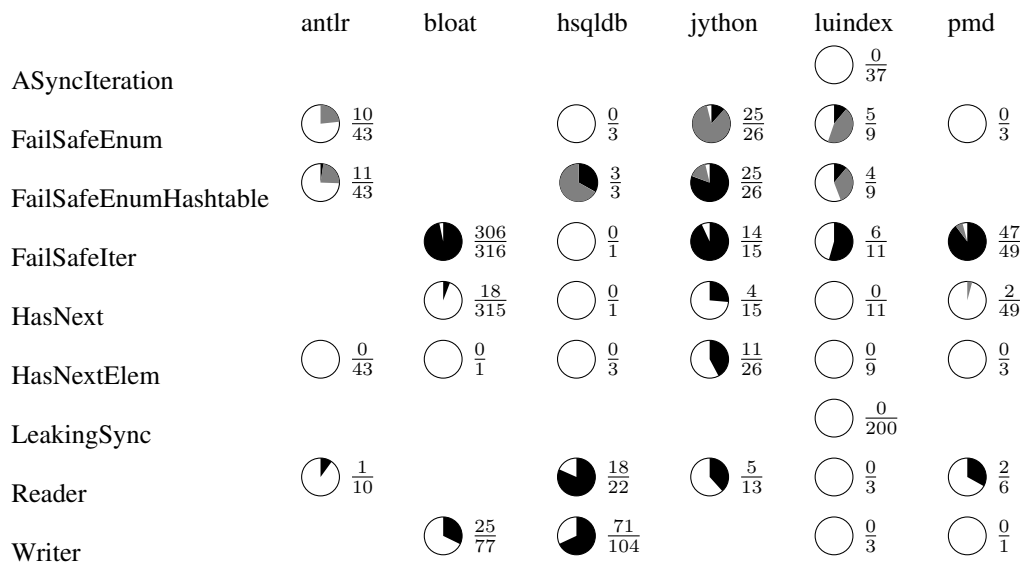 antlr bloat hsqldb jython luindex pmd
ASyncIteration 0/37
FailSafeEnum 10/43 0/3 25/26 5/9 0/3
FailSafeEnumHashtable 11/43 3/3 25/26 4/9
FailSafeIter 306/316 0/1 14/15 6/11 47/49
HasNext 18/315 0/1 4/15 0/11 2/49
HasNextElem 0/43 0/1 0/3 11/26 0/9 0/3
LeakingSync 0/200
Reader 1/10 18/22 5/13 0/3 2/6
Writer 25/77 71/104 0/3 0/1